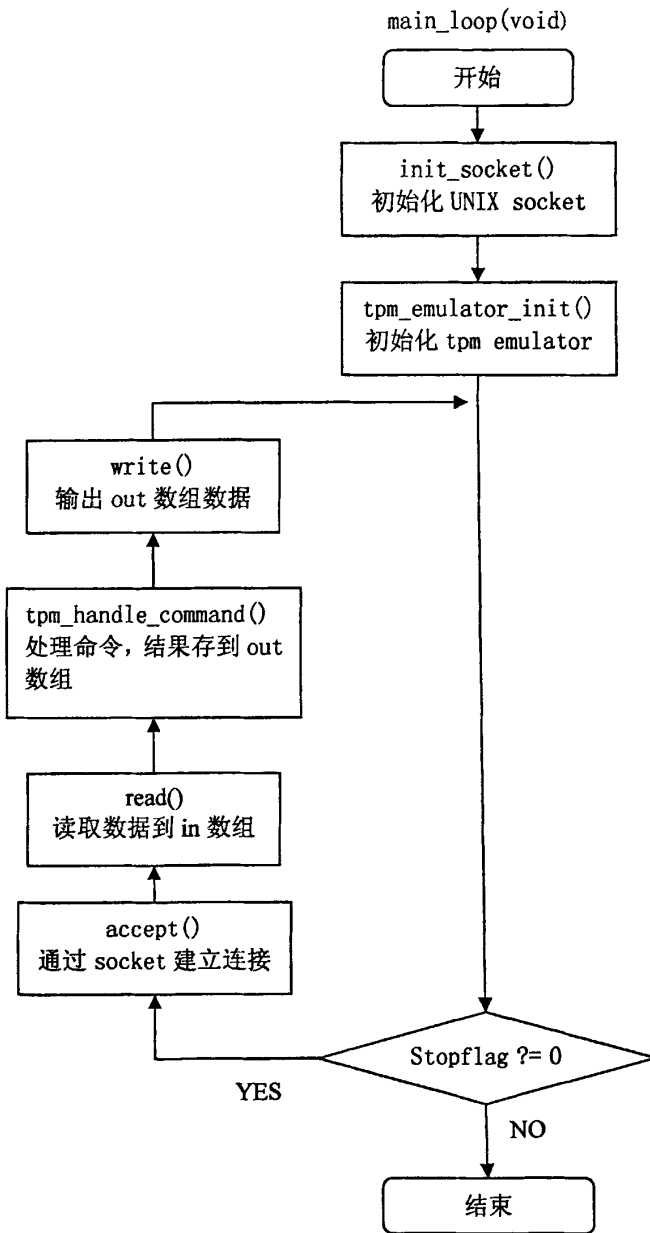 main_loop(void)
开始
init_socket()
初始化 UNIX socket
tpm_emulator_init()
初始化 tpm emulator
write()
输出 out 数组数据
tpm_handle_command()
处理命令，结果存到 out
数组
read()
读取数据到 in 数组
accept()
通过 socket 建立连接
Stopflag ?= 0
YES
NO
结束